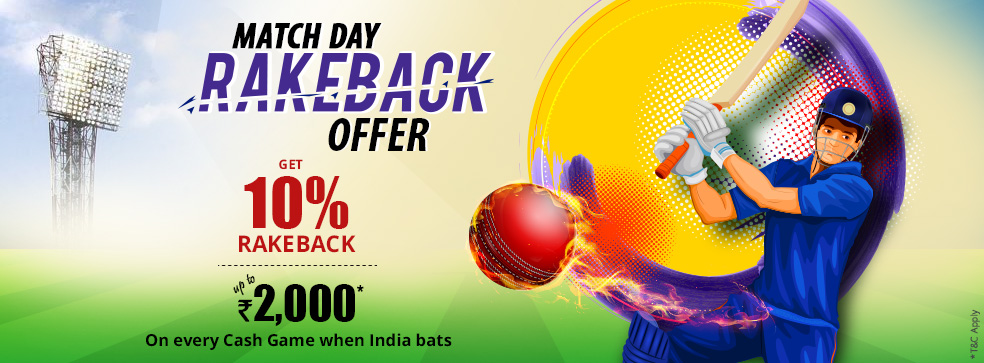 MATCH DAY
RAKEBACK
OFFER
GET
10%
RAKEBACK
up to
₹2,000*
On every Cash Game when India bats
*T&C Apply